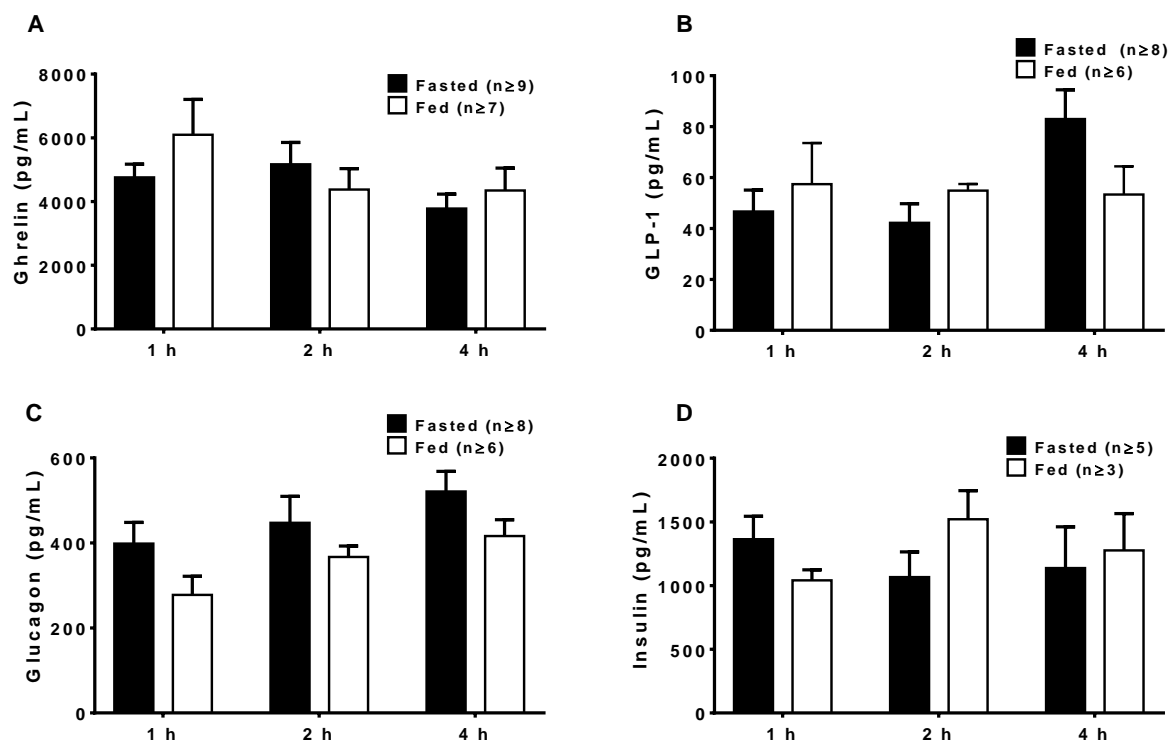 A
Ghrelin (pg/mL)
8000
6000
4000
2000
0
Fasted (n≥9)
Fed (n≥7)
1 h 2 h 4 h
B
GLP-1 (pg/mL)
100
80
60
40
20
0
Fasted (n≥8)
Fed (n≥6)
1 h 2 h 4 h
C
Glucagon (pg/mL)
600
400
200
0
Fasted (n≥8)
Fed (n≥6)
1 h 2 h 4 h
D
Insulin (pg/mL)
2000
1500
1000
500
0
Fasted (n≥5)
Fed (n≥3)
1 h 2 h 4 h